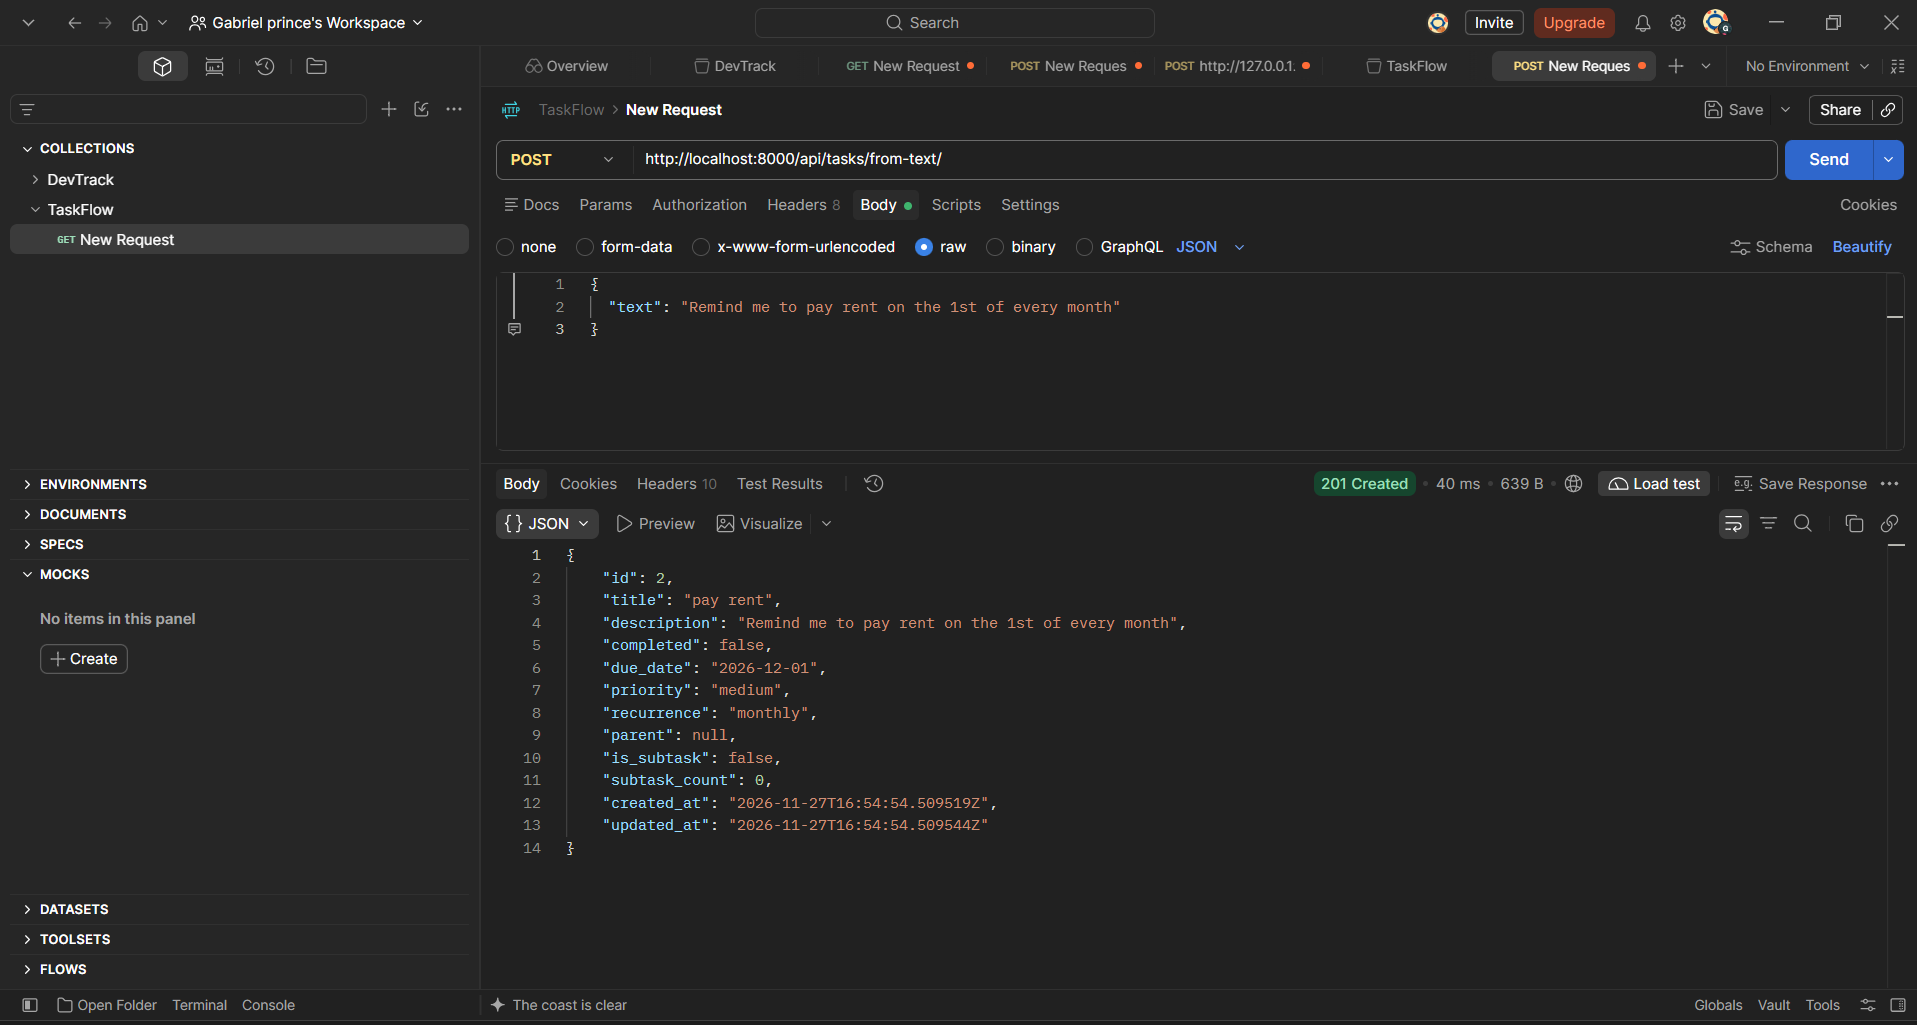 Gabriel prince's Workspace
Search
Invite
Upgrade
Overview
DevTrack
GET New Request
POST New Reques
POST http://127.0.0.1.
TaskFlow
POST New Reques
No Environment
HTTP TaskFlow > New Request
Save
Share
COLLECTIONS
DevTrack
TaskFlow
GET New Request
POST
http://localhost:8000/api/tasks/from-text/
Send
Docs
Params
Authorization
Headers 8
Body
Scripts
Settings
Cookies
none
form-data
x-www-form-urlencoded
raw
binary
GraphQL
JSON
Schema
Beautify
1 {
2 "text": "Remind me to pay rent on the 1st of every month"
3 }
ENVIRONMENTS
DOCUMENTS
SPECS
MOCKS
No items in this panel
+ Create
DATASETS
TOOLSETS
FLOWS
Body
Cookies
Headers 10
Test Results
201 Created • 40 ms • 639 B
Load test
e.g. Save Response
{} JSON
Preview
Visualize
1 {
2 "id": 2,
3 "title": "pay rent",
4 "description": "Remind me to pay rent on the 1st of every month",
5 "completed": false,
6 "due_date": "2026-12-01",
7 "priority": "medium",
8 "recurrence": "monthly",
9 "parent": null,
10 "is_subtask": false,
11 "subtask_count": 0,
12 "created_at": "2026-11-27T16:54:54.509519Z",
13 "updated_at": "2026-11-27T16:54:54.509544Z"
14 }
Open Folder
Terminal
Console
The coast is clear
Globals
Vault
Tools